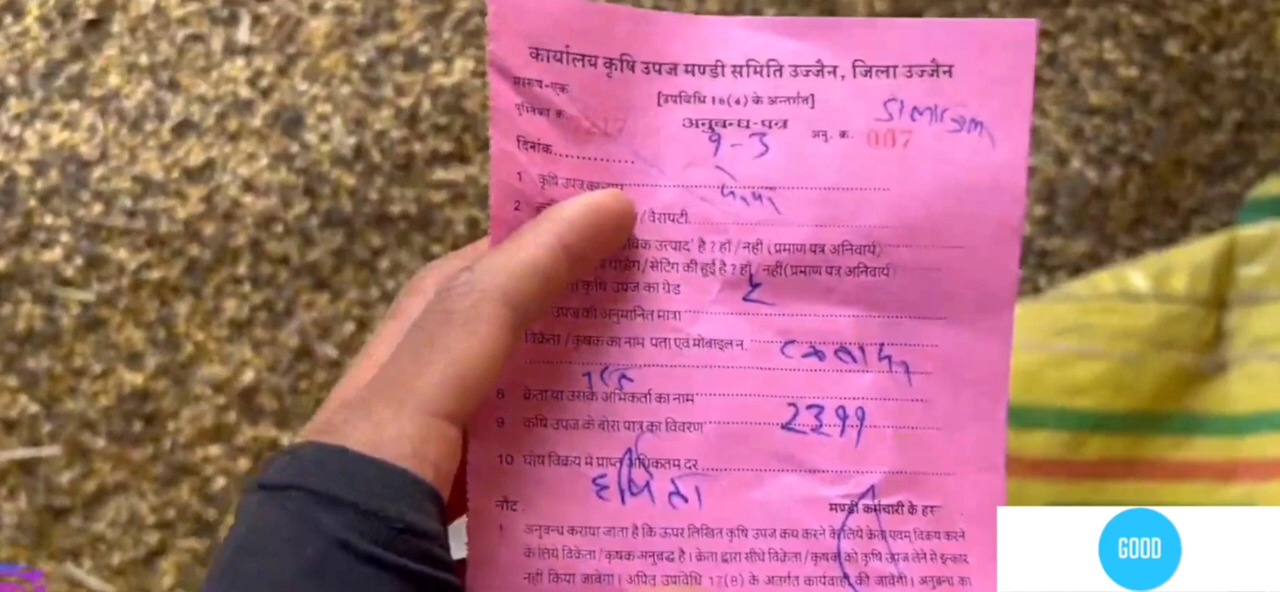 कार्यालय कृषि उपज मण्डी समिति उज्जैन, जिला उज्जैन
[उपविधि 16(4) के अन्तर्गत]
अनुबन्ध-पत्र
अनु. क. 007
9-3
दिनांक
1 कृषि उपज का
2 / वैरायटी
उत्पाद' है ? हाँ / नहीं (प्रमाण पत्र अनिवार्य)
/ सेटिंग की हुई है ? हाँ / नहीं (प्रमाण पत्र अनिवार्य
कृषि उपज का ग्रेड
उपज की अनुमानित मात्रा
विक्रेता / कृषक का नाम पता एवं मोबाइल न.
8 क्रेता या उसके अभिकर्ता का नाम
9 कृषि उपज के बोरा पात्र का विवरण 2399
10 घोष विक्रय मे प्राप्त अधिकतम दर
नौट मण्डी कर्मचारी के हस्
1 अनुबन्ध कराया जाता है कि ऊपर लिखित कृषि उपज कय करने के लिये क्रेता एवम् विक्रय करने
के लिये विक्रेता / कृषक अनुबद्ध है। क्रेता द्वारा सीधे विक्रेता / कृषक को कृषि उपज लेने से इन्कार
नहीं किया जावेगा। अपितु उपविधि 17(8) के अंतर्गत कार्यवाही की जावेगी। अनुबन्ध का
GOOD